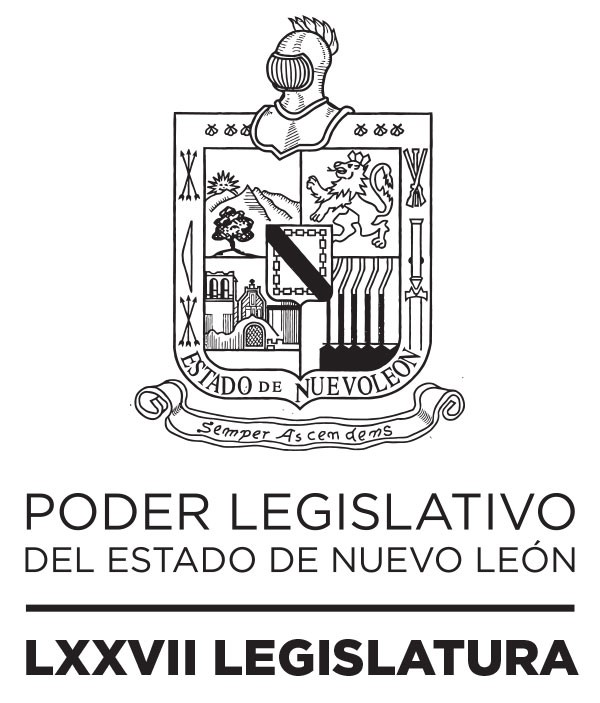 ESTADO DE NUEVO LEON
Semper Ascendens
PODER LEGISLATIVO
DEL ESTADO DE NUEVO LEÓN
LXXVII LEGISLATURA